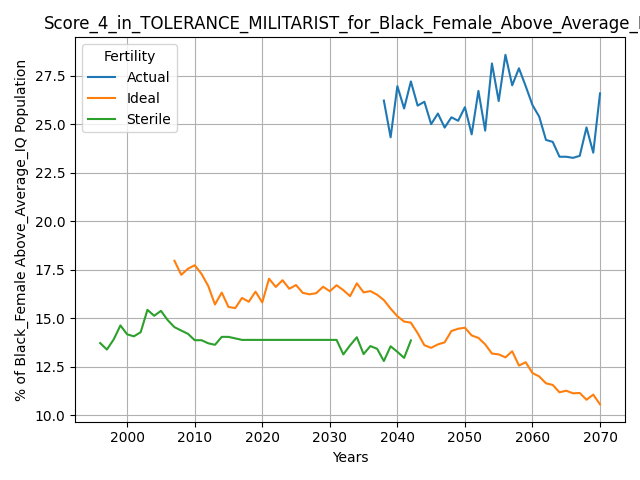 Score_4_in_TOLERANCE_MILITARIST_for_Black_Female_Above_Average_I
% of Black_Female Above_Average_IQ Population
Fertility
Actual
Ideal
Sterile
27.5
25.0
22.5
20.0
17.5
15.0
12.5
10.0
2000 2010 2020 2030 2040 2050 2060 2070
Years